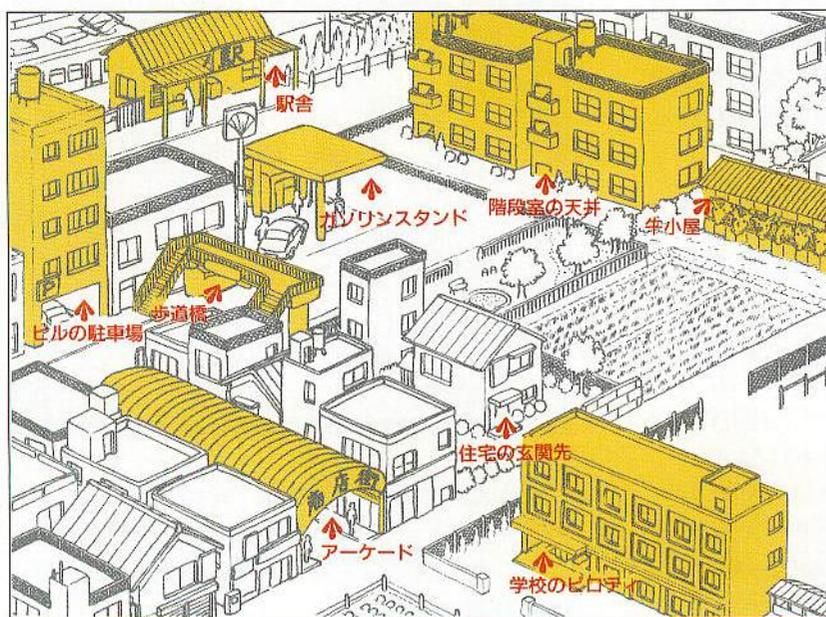 駅
駅舎
ガソリンスタンド
階段室の天井
牛小屋
P
ビルの駐車場
歩道橋
住宅の玄関先
商店街
アーケード
学校のピロティ